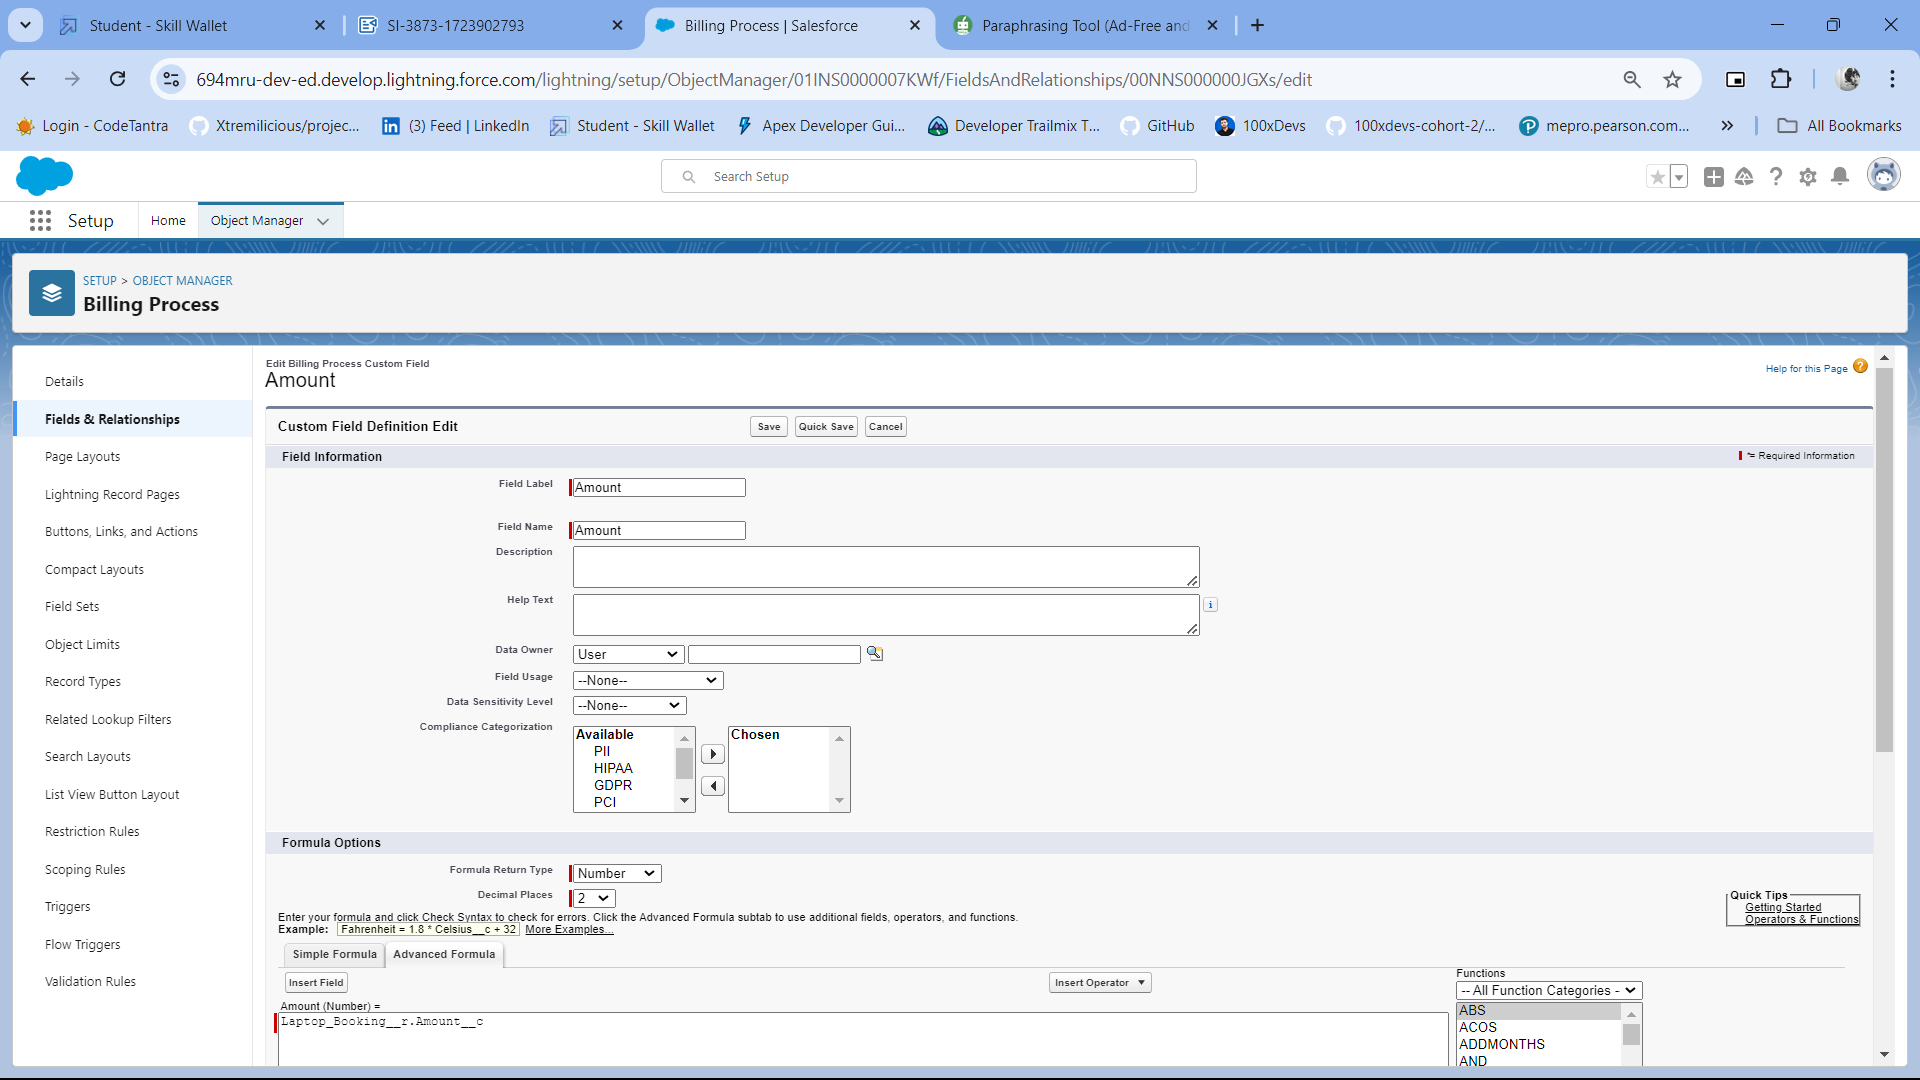 Student - Skill Wallet
SI-3873-1723902793
Billing Process | Salesforce
Paraphrasing Tool (Ad-Free and
694mru-dev-ed.develop.lightning.force.com/lightning/setup/ObjectManager/01INS0000007KWf/FieldsAndRelationships/00NNS000000JGXs/edit
Login - CodeTantra
Xtremilicious/projec...
(3) Feed | LinkedIn
Student - Skill Wallet
Apex Developer Gui...
Developer Trailmix T...
GitHub
100xDevs
100xdevs-cohort-2/...
mepro.pearson.com...
All Bookmarks
Search Setup
Setup
Home
Object Manager
SETUP > OBJECT MANAGER
Billing Process
Details
Fields & Relationships
Page Layouts
Lightning Record Pages
Buttons, Links, and Actions
Compact Layouts
Field Sets
Object Limits
Record Types
Related Lookup Filters
Search Layouts
List View Button Layout
Restriction Rules
Scoping Rules
Triggers
Flow Triggers
Validation Rules
Edit Billing Process Custom Field
Amount
Help for this Page
Custom Field Definition Edit
Save
Quick Save
Cancel
Field Information
= Required Information
Field Label
Amount
Field Name
Amount
Description
Help Text
i
Data Owner
User
Field Usage
--None--
Data Sensitivity Level
--None--
Compliance Categorization
Available
PII
HIPAA
GDPR
PCI
Chosen
Formula Options
Formula Return Type
Number
Decimal Places
2
Quick Tips
Getting Started
Operators & Functions
Enter your formula and click Check Syntax to check for errors. Click the Advanced Formula subtab to use additional fields, operators, and functions.
Example: Fahrenheit = 1.8 * Celsius__c + 32 More Examples...
Simple Formula
Advanced Formula
Insert Field
Insert Operator
Functions
-- All Function Categories -
Amount (Number) =
Laptop_Booking__r.Amount__c
ABS
ACOS
ADDMONTHS
AND